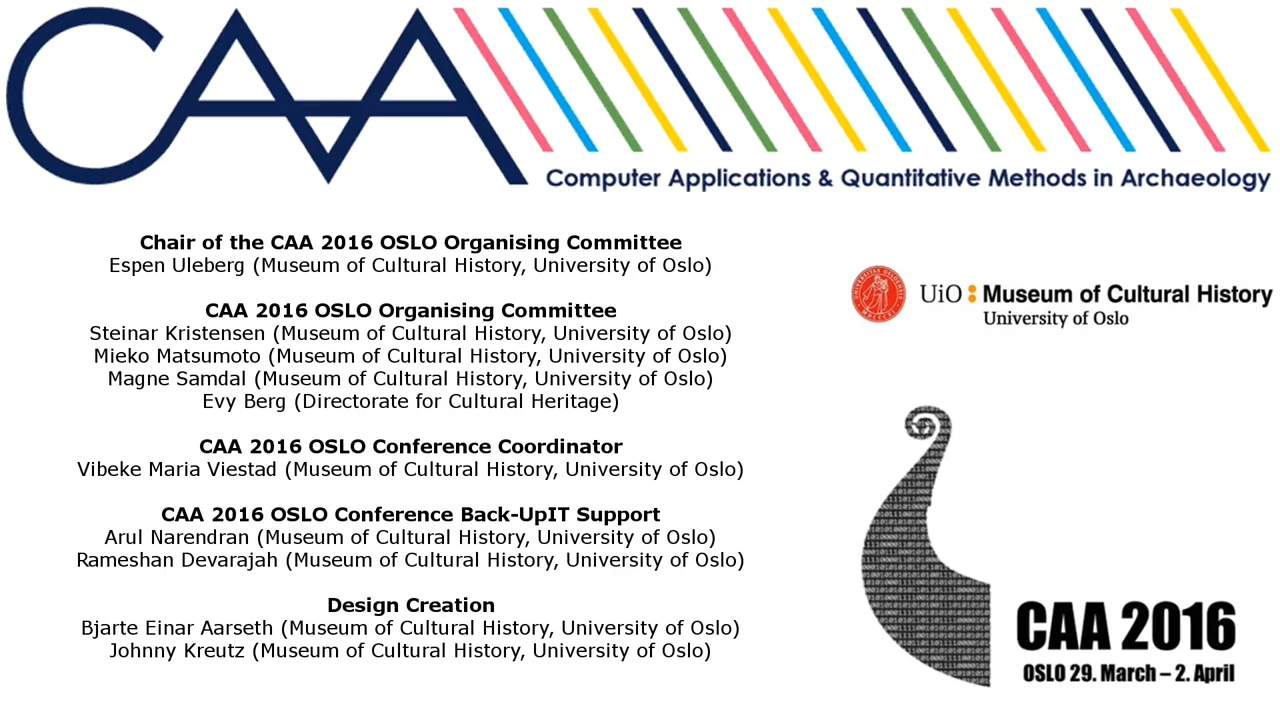 CAA
Computer Applications & Quantitative Methods in Archaeology
Chair of the CAA 2016 OSLO Organising Committee
Espen Uleberg (Museum of Cultural History, University of Oslo)
CAA 2016 OSLO Organising Committee
Steinar Kristensen (Museum of Cultural History, University of Oslo)
Mieko Matsumoto (Museum of Cultural History, University of Oslo)
Magne Samdal (Museum of Cultural History, University of Oslo)
Evy Berg (Directorate for Cultural Heritage)
CAA 2016 OSLO Conference Coordinator
Vibeke Maria Viestad (Museum of Cultural History, University of Oslo)
CAA 2016 OSLO Conference Back-UpIT Support
Arul Narendran (Museum of Cultural History, University of Oslo)
Rameshan Devarajah (Museum of Cultural History, University of Oslo)
Design Creation
Bjarte Einar Aarseth (Museum of Cultural History, University of Oslo)
Johnny Kreutz (Museum of Cultural History, University of Oslo)
UiO : Museum of Cultural History
University of Oslo
CAA 2016
OSLO 29. March – 2. April